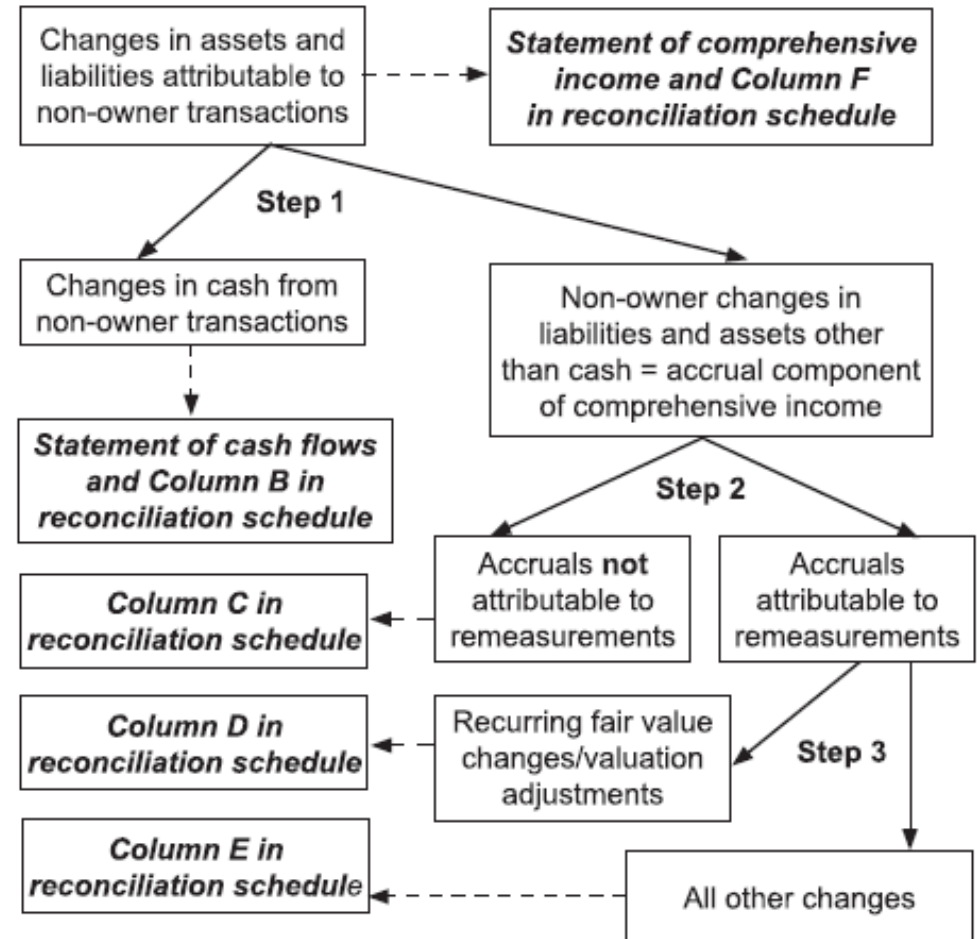 Changes in assets and
liabilities attributable to
non-owner transactions
Statement of comprehensive
income and Column F
in reconciliation schedule
Step 1
Changes in cash from
non-owner transactions
Non-owner changes in
liabilities and assets other
than cash = accrual component
of comprehensive income
Statement of cash flows
and Column B in
reconciliation schedule
Step 2
Accruals not
attributable to
remeasurements
Accruals
attributable to
remeasurements
Column C in
reconciliation schedule
Column D in
reconciliation schedule
Recurring fair value
changes/valuation
adjustments
Step 3
Column E in
reconciliation schedule
All other changes